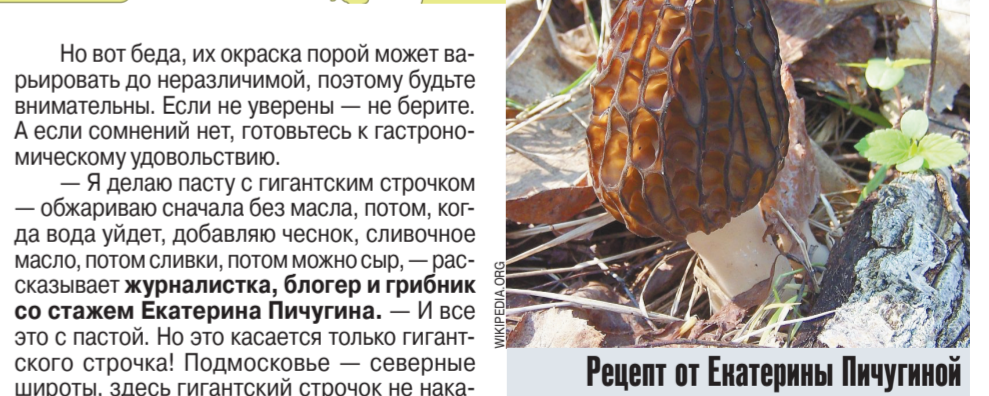 Но вот беда, их окраска порой может ва-
рьировать до неразличимой, поэтому будьте
внимательны. Если не уверены — не берите.
А если сомнений нет, готовьтесь к гастроно-
мическому удовольствию.
— Я делаю пасту с гигантским строчком
— обжариваю сначала без масла, потом, ког-
да вода уйдет, добавляю чеснок, сливочное
масло, потом сливки, потом можно сыр, — рас-
сказывает журналистка, блогер и грибник
со стажем Екатерина Пичугина. — И все
это с пастой. Но это касается только гигант-
ского строчка! Подмосковье — северные
широты, здесь гигантский строчок не нака-
WIKIPEDIA.ORG
Рецепт от Екатерины Пичугиной